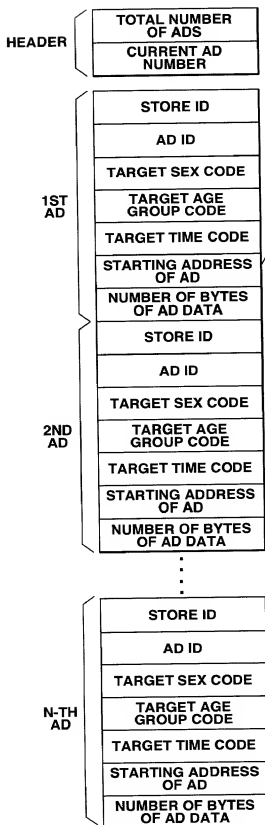 HEADER
TOTAL NUMBER
OF ADS
CURRENT AD
NUMBER
1ST
AD
STORE ID
AD ID
TARGET SEX CODE
TARGET AGE
GROUP CODE
TARGET TIME CODE
STARTING ADDRESS
OF AD
NUMBER OF BYTES
OF AD DATA
2ND
AD
STORE ID
AD ID
TARGET SEX CODE
TARGET AGE
GROUP CODE
TARGET TIME CODE
STARTING ADDRESS
OF AD
NUMBER OF BYTES
OF AD DATA
N-TH
AD
STORE ID
AD ID
TARGET SEX CODE
TARGET AGE
GROUP CODE
TARGET TIME CODE
STARTING ADDRESS
OF AD
NUMBER OF BYTES
OF AD DATA